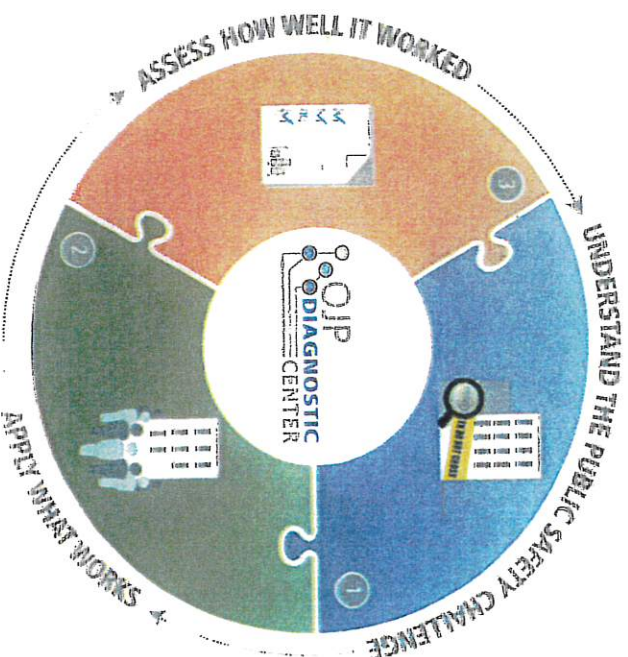 UNDERSTAND THE PUBLIC SAFETY CHALLENGE
1
APPLY WHAT WORKS
2
ASSESS HOW WELL IT WORKED
3
OJP
DIAGNOSTIC
CENTER